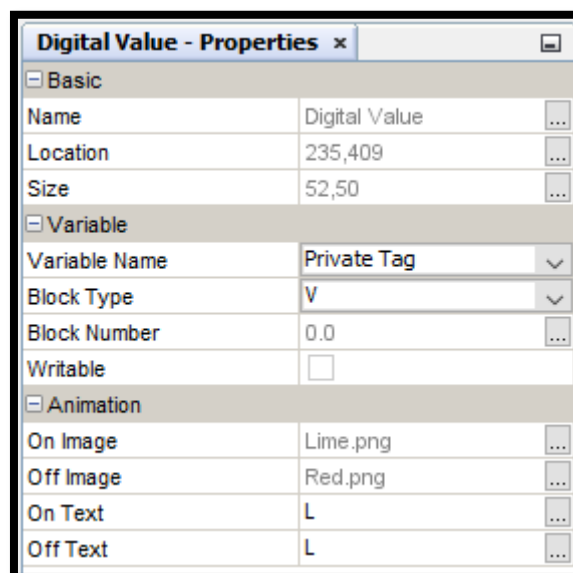 Digital Value - Properties ×
Basic
Name Digital Value ...
Location 235,409 ...
Size 52,50 ...
Variable
Variable Name Private Tag
Block Type V
Block Number 0.0 ...
Writable
Animation
On Image Lime.png ...
Off Image Red.png ...
On Text L ...
Off Text L ...